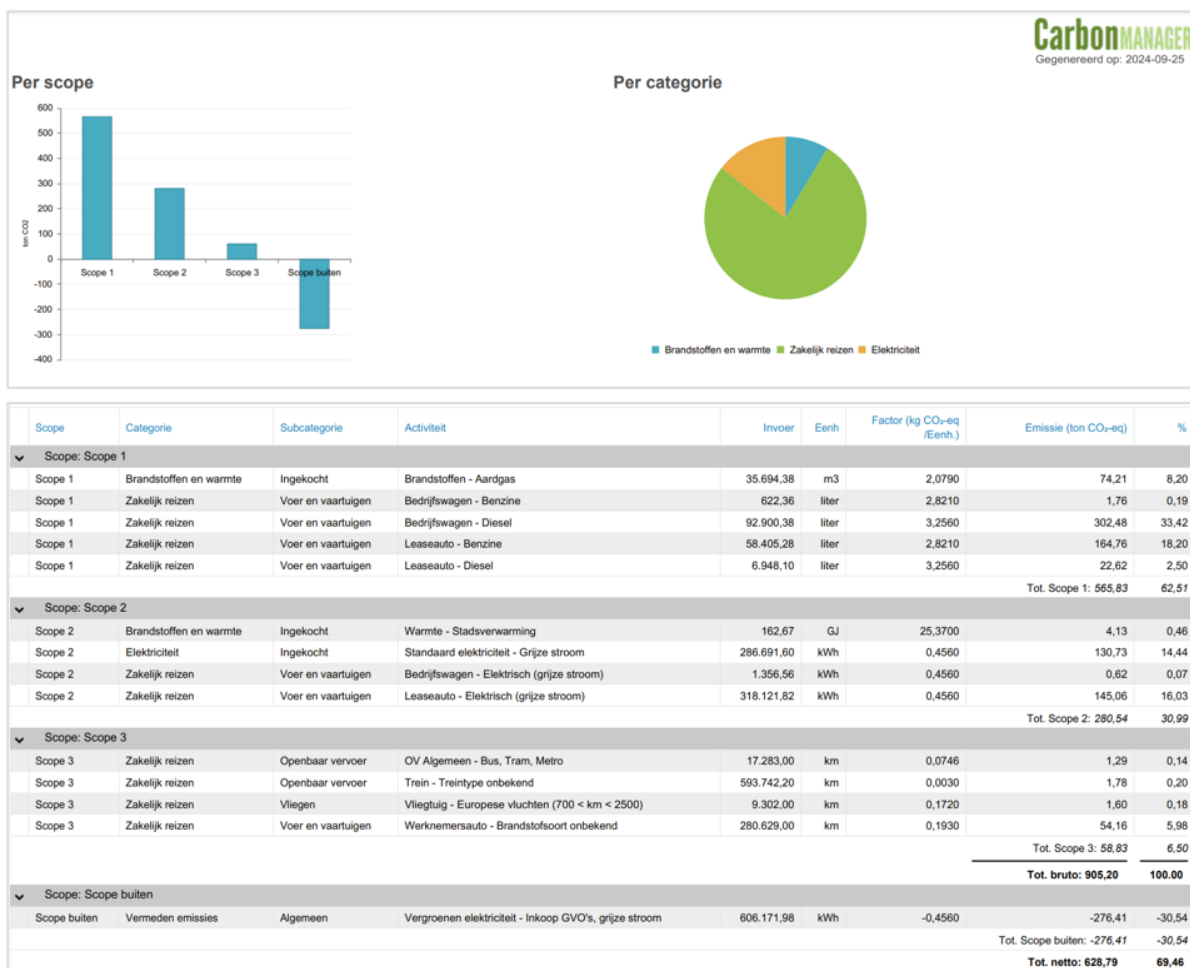 CarbonMANAGER
Gegenereerd op: 2024-09-25
Per scope
600
500
400
300
200
100
0
-100
-200
-300
-400
ton CO2
Scope 1 Scope 2 Scope 3 Scope buiten
Per categorie
Brandstoffen en warmte Zakelijk reizen Elektriciteit
Scope Categorie Subcategorie Activiteit Invoer Eenh Factor (kg CO₂-eq /Eenh.) Emissie (ton CO₂-eq) %
Scope: Scope 1
Scope 1 Brandstoffen en warmte Ingekocht Brandstoffen - Aardgas 35.694,38 m3 2,0790 74,21 8,20
Scope 1 Zakelijk reizen Voer en vaartuigen Bedrijfswagen - Benzine 622,36 liter 2,8210 1,76 0,19
Scope 1 Zakelijk reizen Voer en vaartuigen Bedrijfswagen - Diesel 92.900,38 liter 3,2560 302,48 33,42
Scope 1 Zakelijk reizen Voer en vaartuigen Leaseauto - Benzine 58.405,28 liter 2,8210 164,76 18,20
Scope 1 Zakelijk reizen Voer en vaartuigen Leaseauto - Diesel 6.948,10 liter 3,2560 22,62 2,50
Tot. Scope 1: 565,83 62,51
Scope: Scope 2
Scope 2 Brandstoffen en warmte Ingekocht Warmte - Stadsverwarming 162,67 GJ 25,3700 4,13 0,46
Scope 2 Elektriciteit Ingekocht Standaard elektriciteit - Grijze stroom 286.691,60 kWh 0,4560 130,73 14,44
Scope 2 Zakelijk reizen Voer en vaartuigen Bedrijfswagen - Elektrisch (grijze stroom) 1.356,56 kWh 0,4560 0,62 0,07
Scope 2 Zakelijk reizen Voer en vaartuigen Leaseauto - Elektrisch (grijze stroom) 318.121,82 kWh 0,4560 145,06 16,03
Tot. Scope 2: 280,54 30,99
Scope: Scope 3
Scope 3 Zakelijk reizen Openbaar vervoer OV Algemeen - Bus, Tram, Metro 17.283,00 km 0,0746 1,29 0,14
Scope 3 Zakelijk reizen Openbaar vervoer Trein - Treintype onbekend 593.742,20 km 0,0030 1,78 0,20
Scope 3 Zakelijk reizen Vliegen Vliegtuig - Europese vluchten (700 < km < 2500) 9.302,00 km 0,1720 1,60 0,18
Scope 3 Zakelijk reizen Voer en vaartuigen Werknemersauto - Brandstofsoort onbekend 280.629,00 km 0,1930 54,16 5,98
Tot. Scope 3: 58,83 6,50
Tot. bruto: 905,20 100.00
Scope: Scope buiten
Scope buiten Vermeden emissies Algemeen Vergroenen elektriciteit - Inkoop GVO's, grijze stroom 606.171,98 kWh -0,4560 -276,41 -30,54
Tot. Scope buiten: -276,41 -30,54
Tot. netto: 628,79 69,46